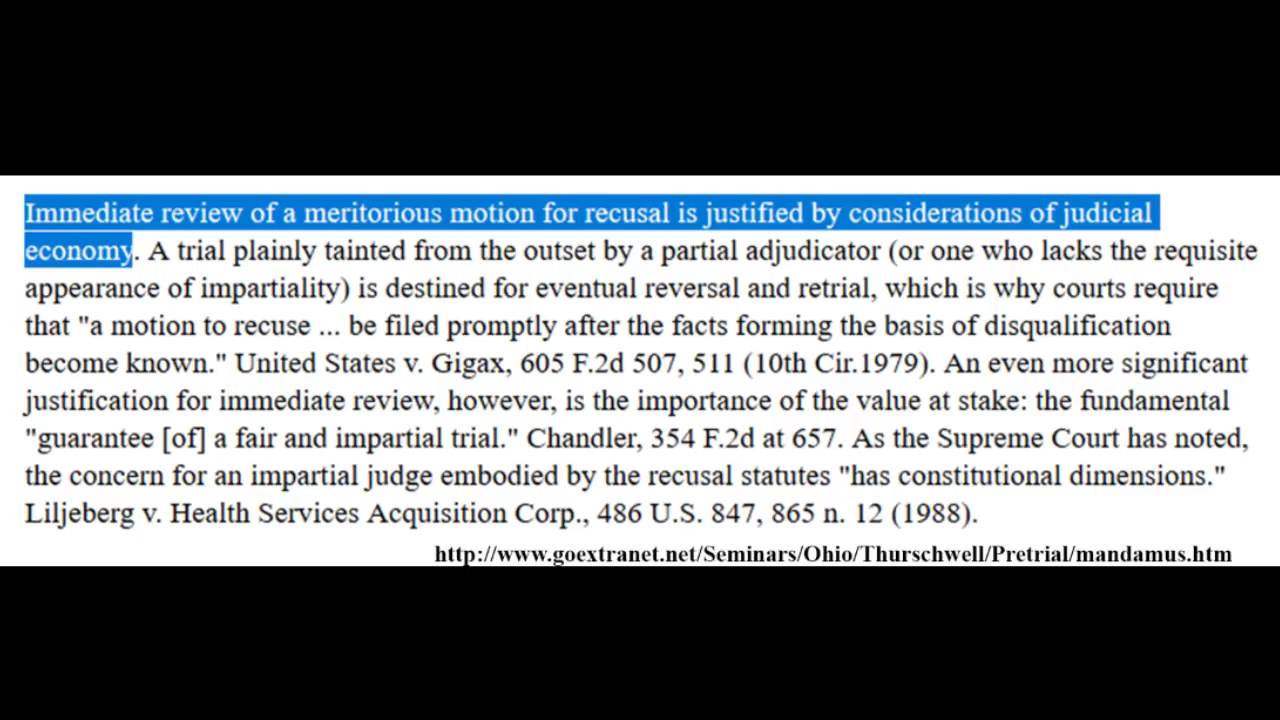 Immediate review of a meritorious motion for recusal is justified by considerations of judicial
economy. A trial plainly tainted from the outset by a partial adjudicator (or one who lacks the requisite
appearance of impartiality) is destined for eventual reversal and retrial, which is why courts require
that "a motion to recuse ... be filed promptly after the facts forming the basis of disqualification
become known." United States v. Gigax, 605 F.2d 507, 511 (10th Cir.1979). An even more significant
justification for immediate review, however, is the importance of the value at stake: the fundamental
"guarantee [of] a fair and impartial trial." Chandler, 354 F.2d at 657. As the Supreme Court has noted,
the concern for an impartial judge embodied by the recusal statutes "has constitutional dimensions."
Liljeberg v. Health Services Acquisition Corp., 486 U.S. 847, 865 n. 12 (1988).
http://www.goextranet.net/Seminars/Ohio/Thurschwell/Pretrial/mandamus.htm